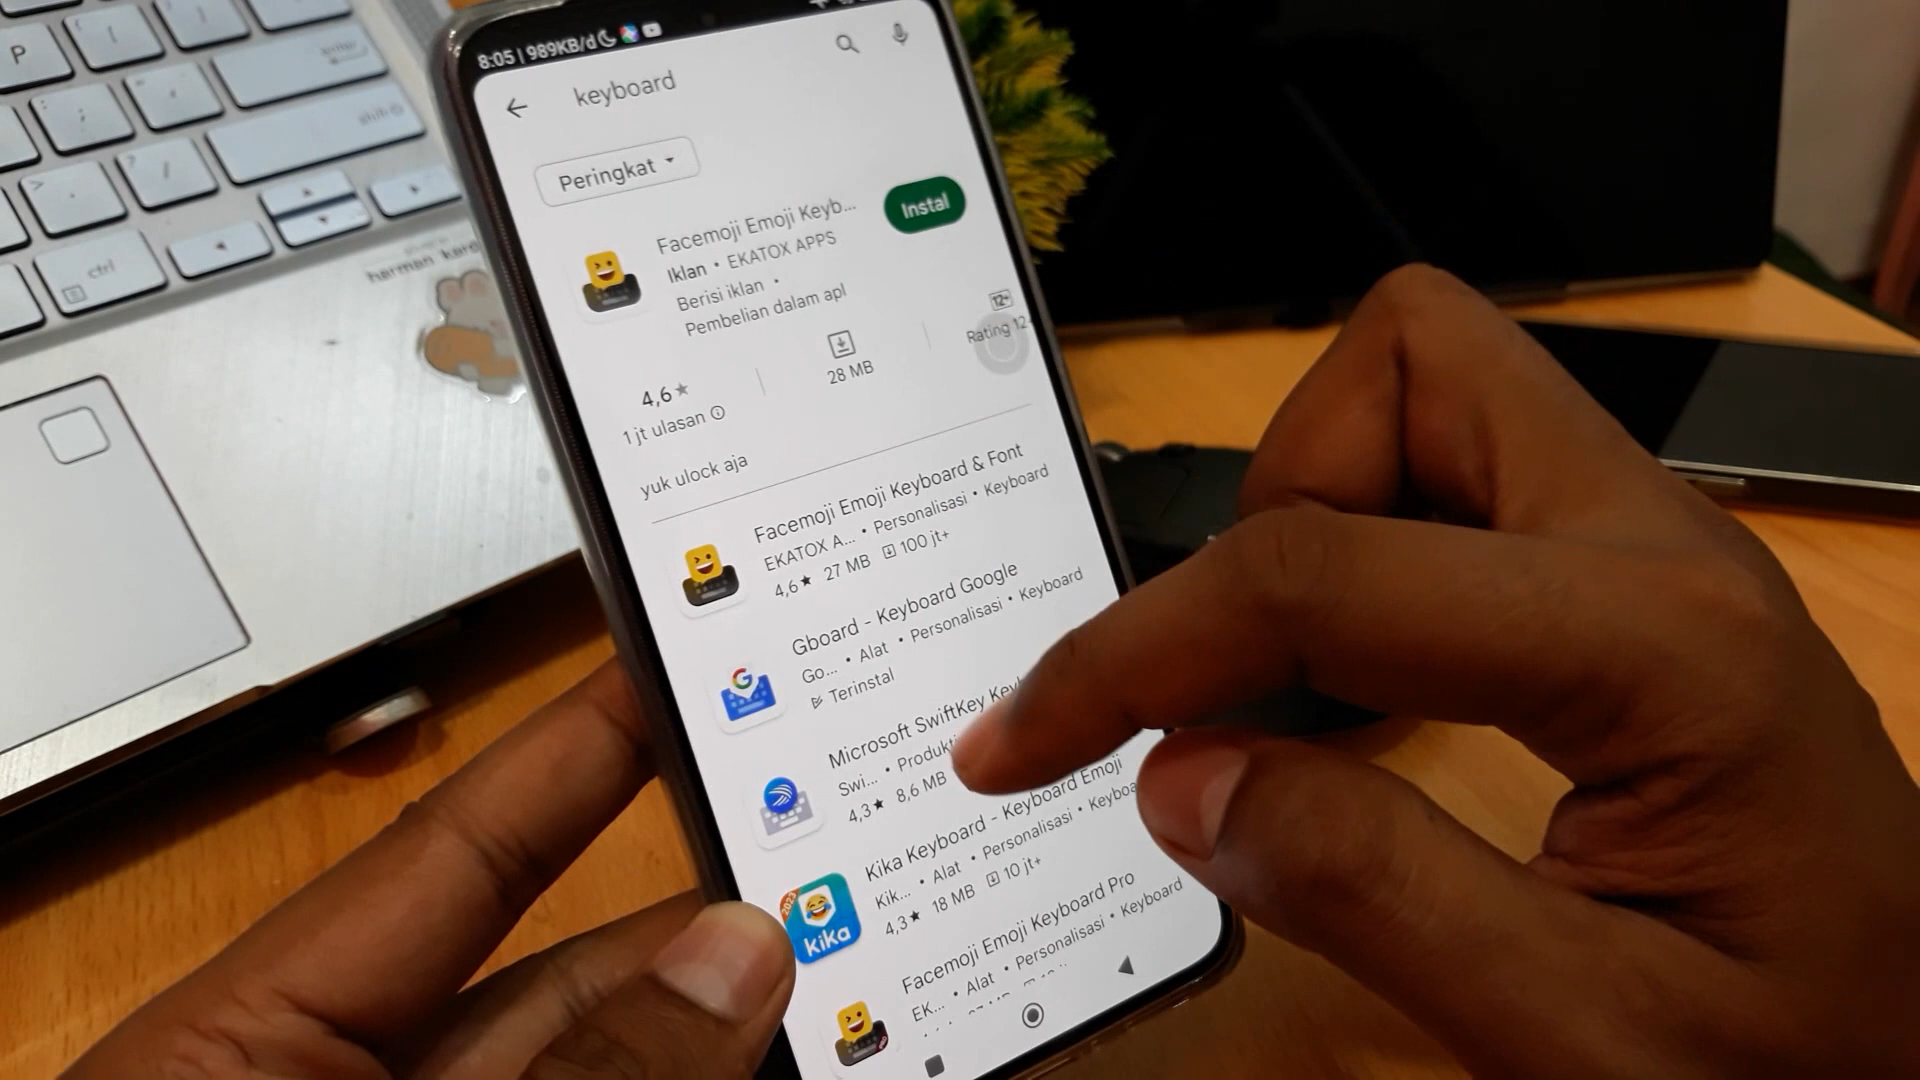 8:05 | 989KB/d
keyboard
Peringkat
Facemoji Emoji Keyb...
Iklan • EKATOX APPS
Berisi iklan •
Pembelian dalam apl
Instal
4,6★
1 jt ulasan
28 MB
12+
Rating 12
yuk ulock aja
Facemoji Emoji Keyboard & Font
EKATOX A... • Personalisasi • Keyboard
4,6★ 27 MB 100 jt+
Gboard - Keyboard Google
Go... • Alat • Personalisasi • Keyboard
Terinstal
Microsoft SwiftKey
Swi... •
4,3★ 8,6 MB
Kika Keyboard - Keyboard Emoji
Kik... • Alat • Personalisasi •
4,3★ 18 MB 10 jt+
2023
kika
Facemoji Emoji Keyboard Pro
EK... • Alat • Personalisasi • Keyboard
P
enter
shift
ctrl
harman